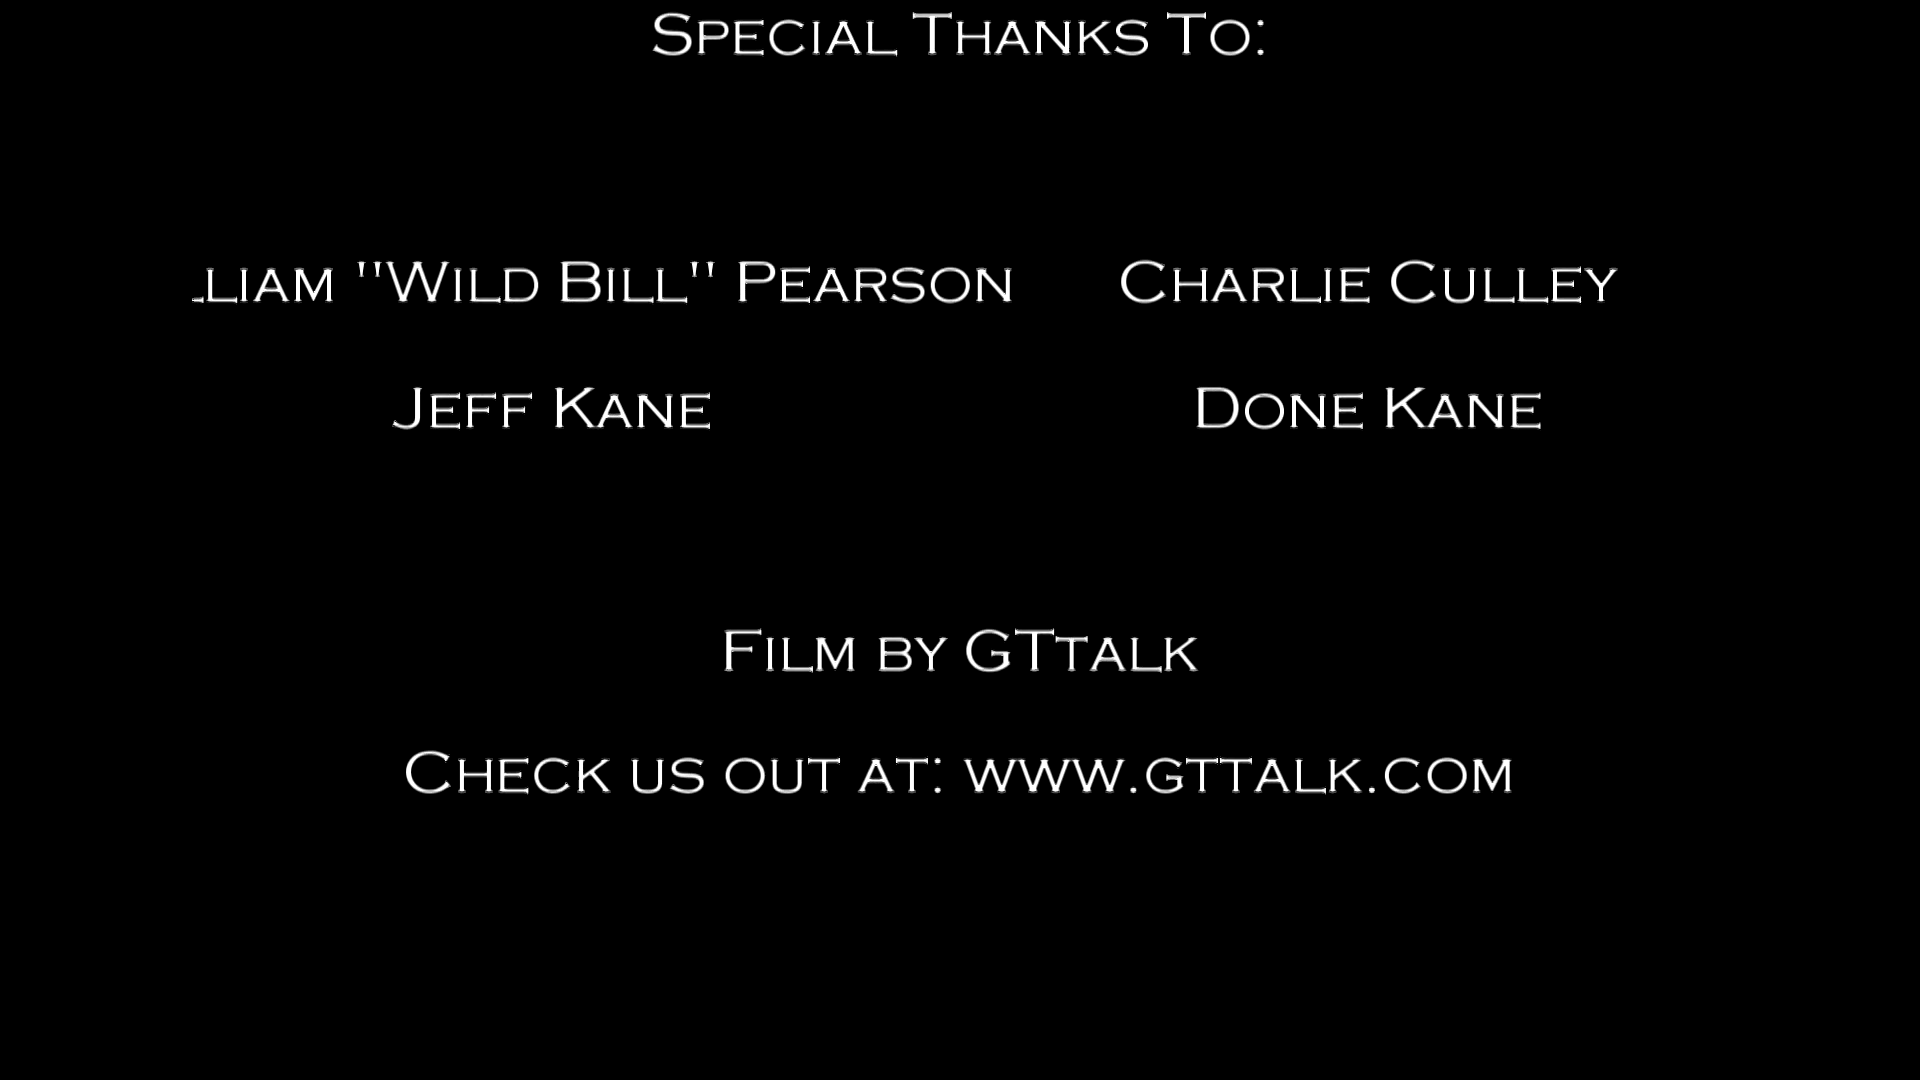 Special Thanks To:
liam "Wild Bill" Pearson Charlie Culley
Jeff Kane Done Kane
Film by GTtalk
Check us out at: www.gttalk.com